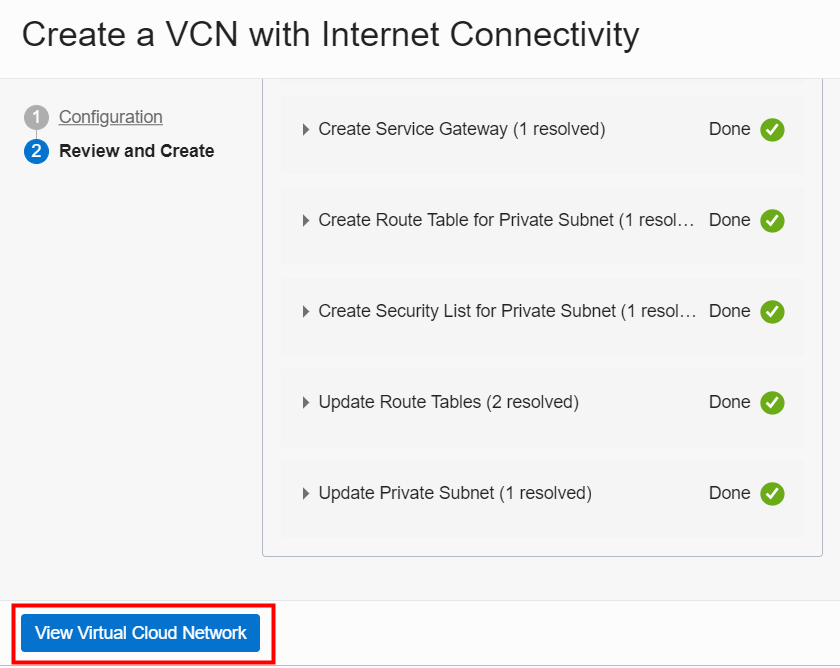 Create a VCN with Internet Connectivity
1 Configuration
2 Review and Create
Create Service Gateway (1 resolved) Done
Create Route Table for Private Subnet (1 resol... Done
Create Security List for Private Subnet (1 resol... Done
Update Route Tables (2 resolved) Done
Update Private Subnet (1 resolved) Done
View Virtual Cloud Network